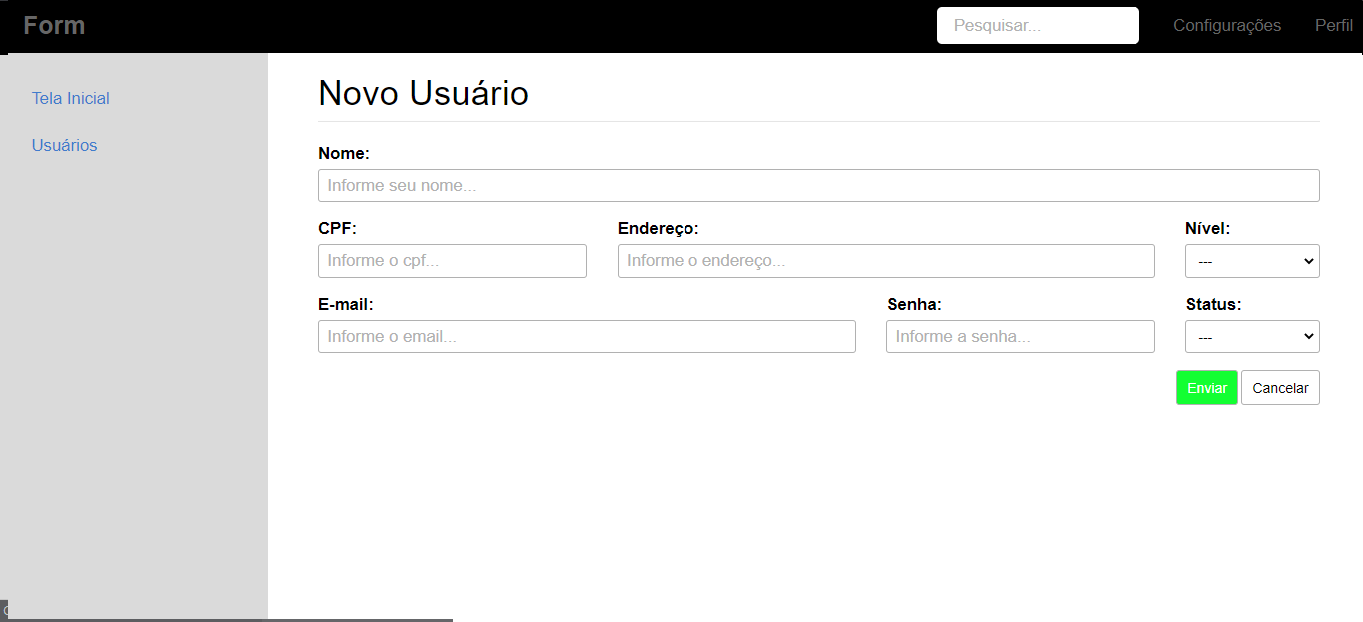 Form
Pesquisar...
Configurações
Perfil
Tela Inicial
Usuários
Novo Usuário
Nome:
Informe seu nome...
CPF:
Endereço:
Nível:
Informe o cpf...
Informe o endereço...
---
E-mail:
Senha:
Status:
Informe o email...
Informe a senha...
---
Enviar
Cancelar